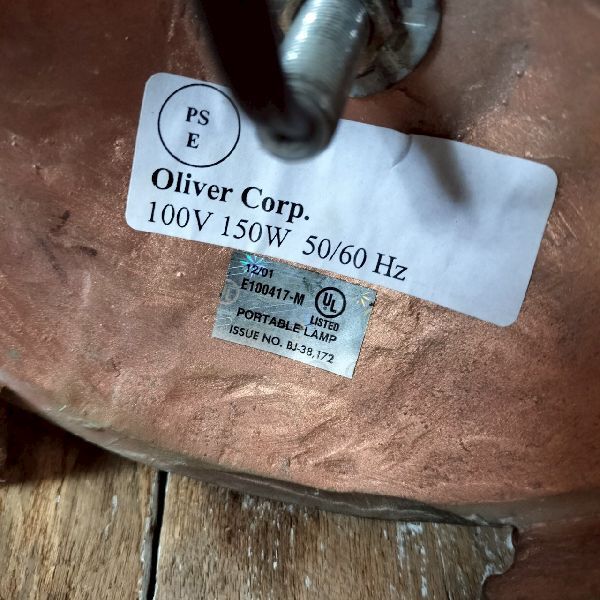 PS
E
Oliver Corp.
100V 150W 50/60 Hz
12/01
E100417-M
UL
LISTED
PORTABLE LAMP
ISSUE NO. BJ-38,172